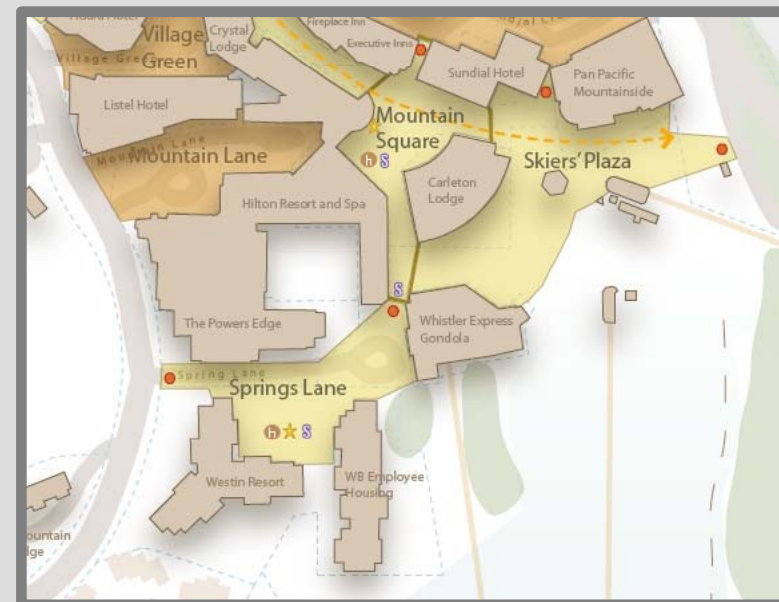 Fireplace Inn
Village
Green
Crystal
Lodge
Executive Inns
Village Green
Sundial Hotel
Pan Pacific
Mountainside
Listel Hotel
Mountain
Square
Mountain Lane
Mountain Lane
h S
Skiers' Plaza
Carleton
Lodge
Hilton Resort and Spa
S
The Powers Edge
Whistler Express
Gondola
Spring Lane
Springs Lane
h S
Westin Resort
WB Employee
Housing